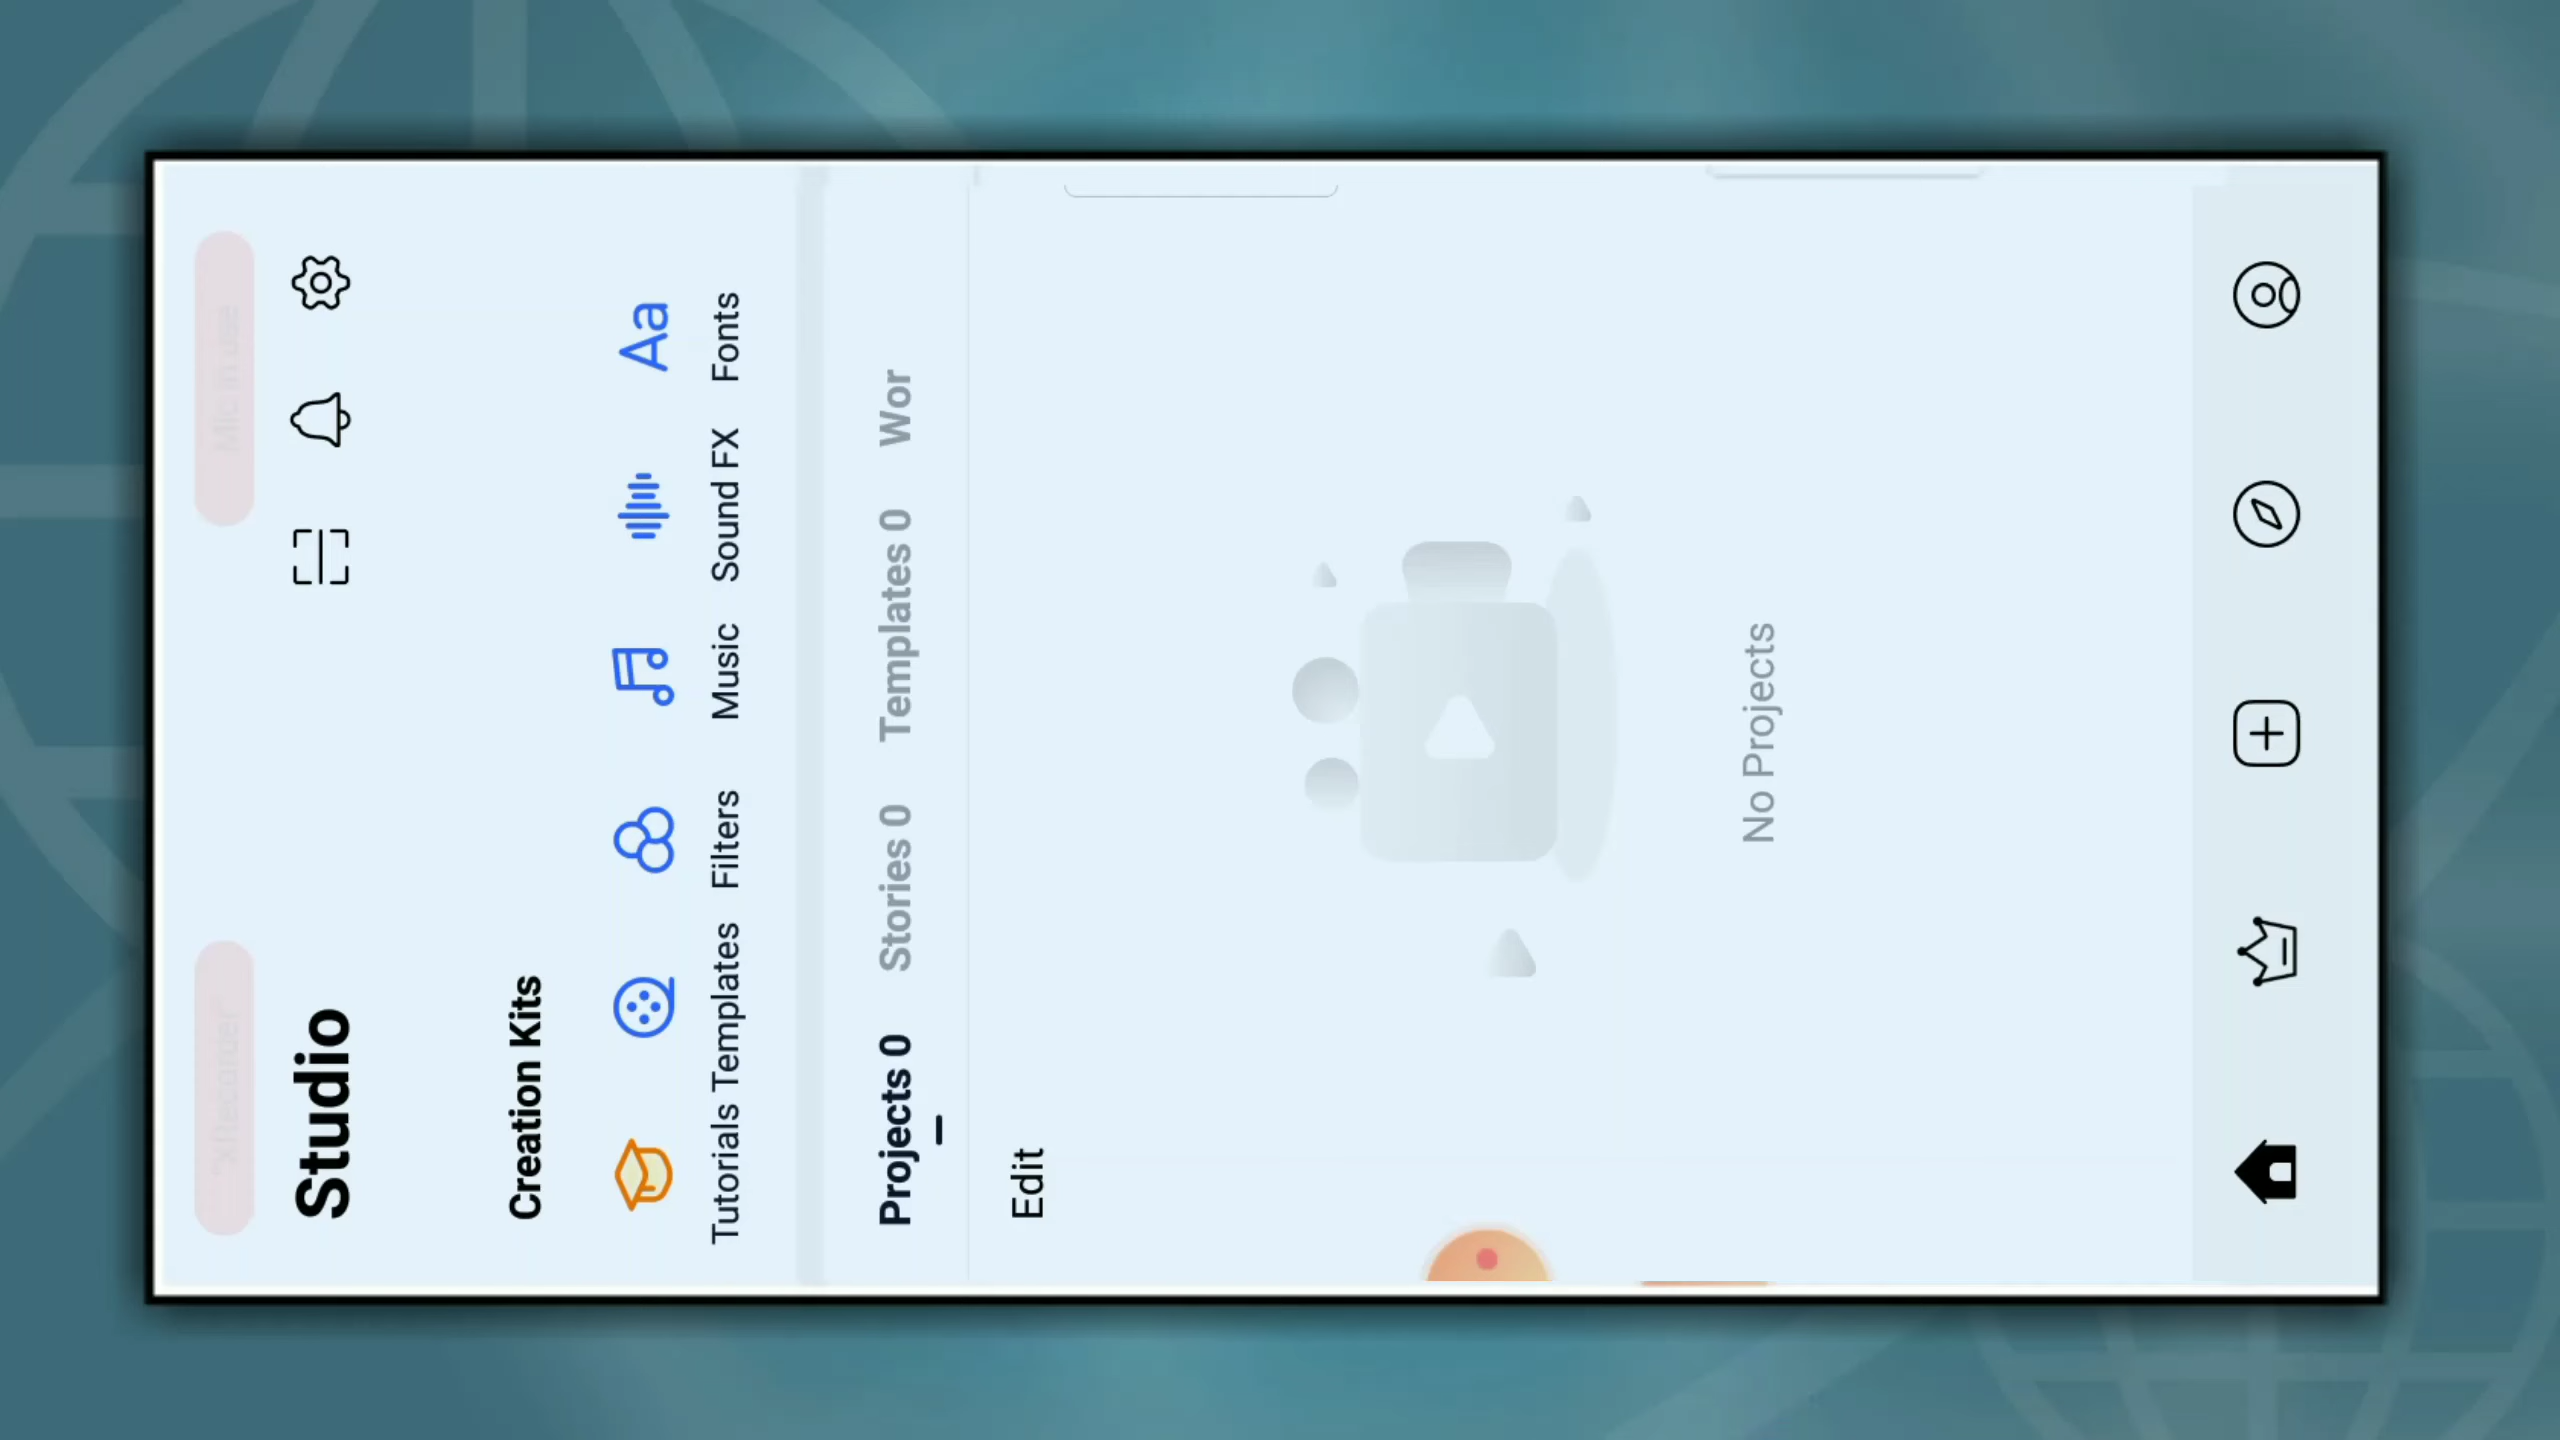 Studio
Creation Kits
Tutorials Templates Filters Music Sound FX Fonts
Aa
Projects 0 Stories 0 Templates 0 Wor
Edit
No Projects